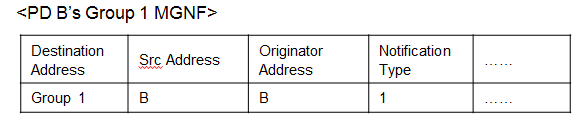 <PD B’s Group 1 MGNF>
Destination Address Src Address Originator Address Notification Type ……
Group 1 B B 1 ……